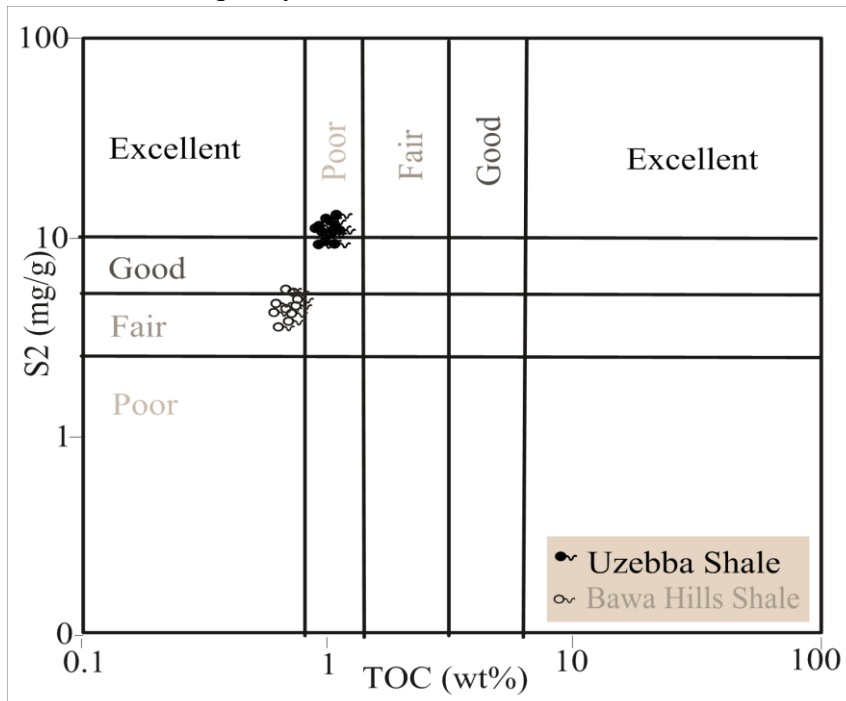 100
Excellent
Poor
Fair
Good
Excellent
10
Good
S2 (mg/g)
Fair
Poor
1
Uzebba Shale
Bawa Hills Shale
0
0.1
1
TOC (wt%)
10
100